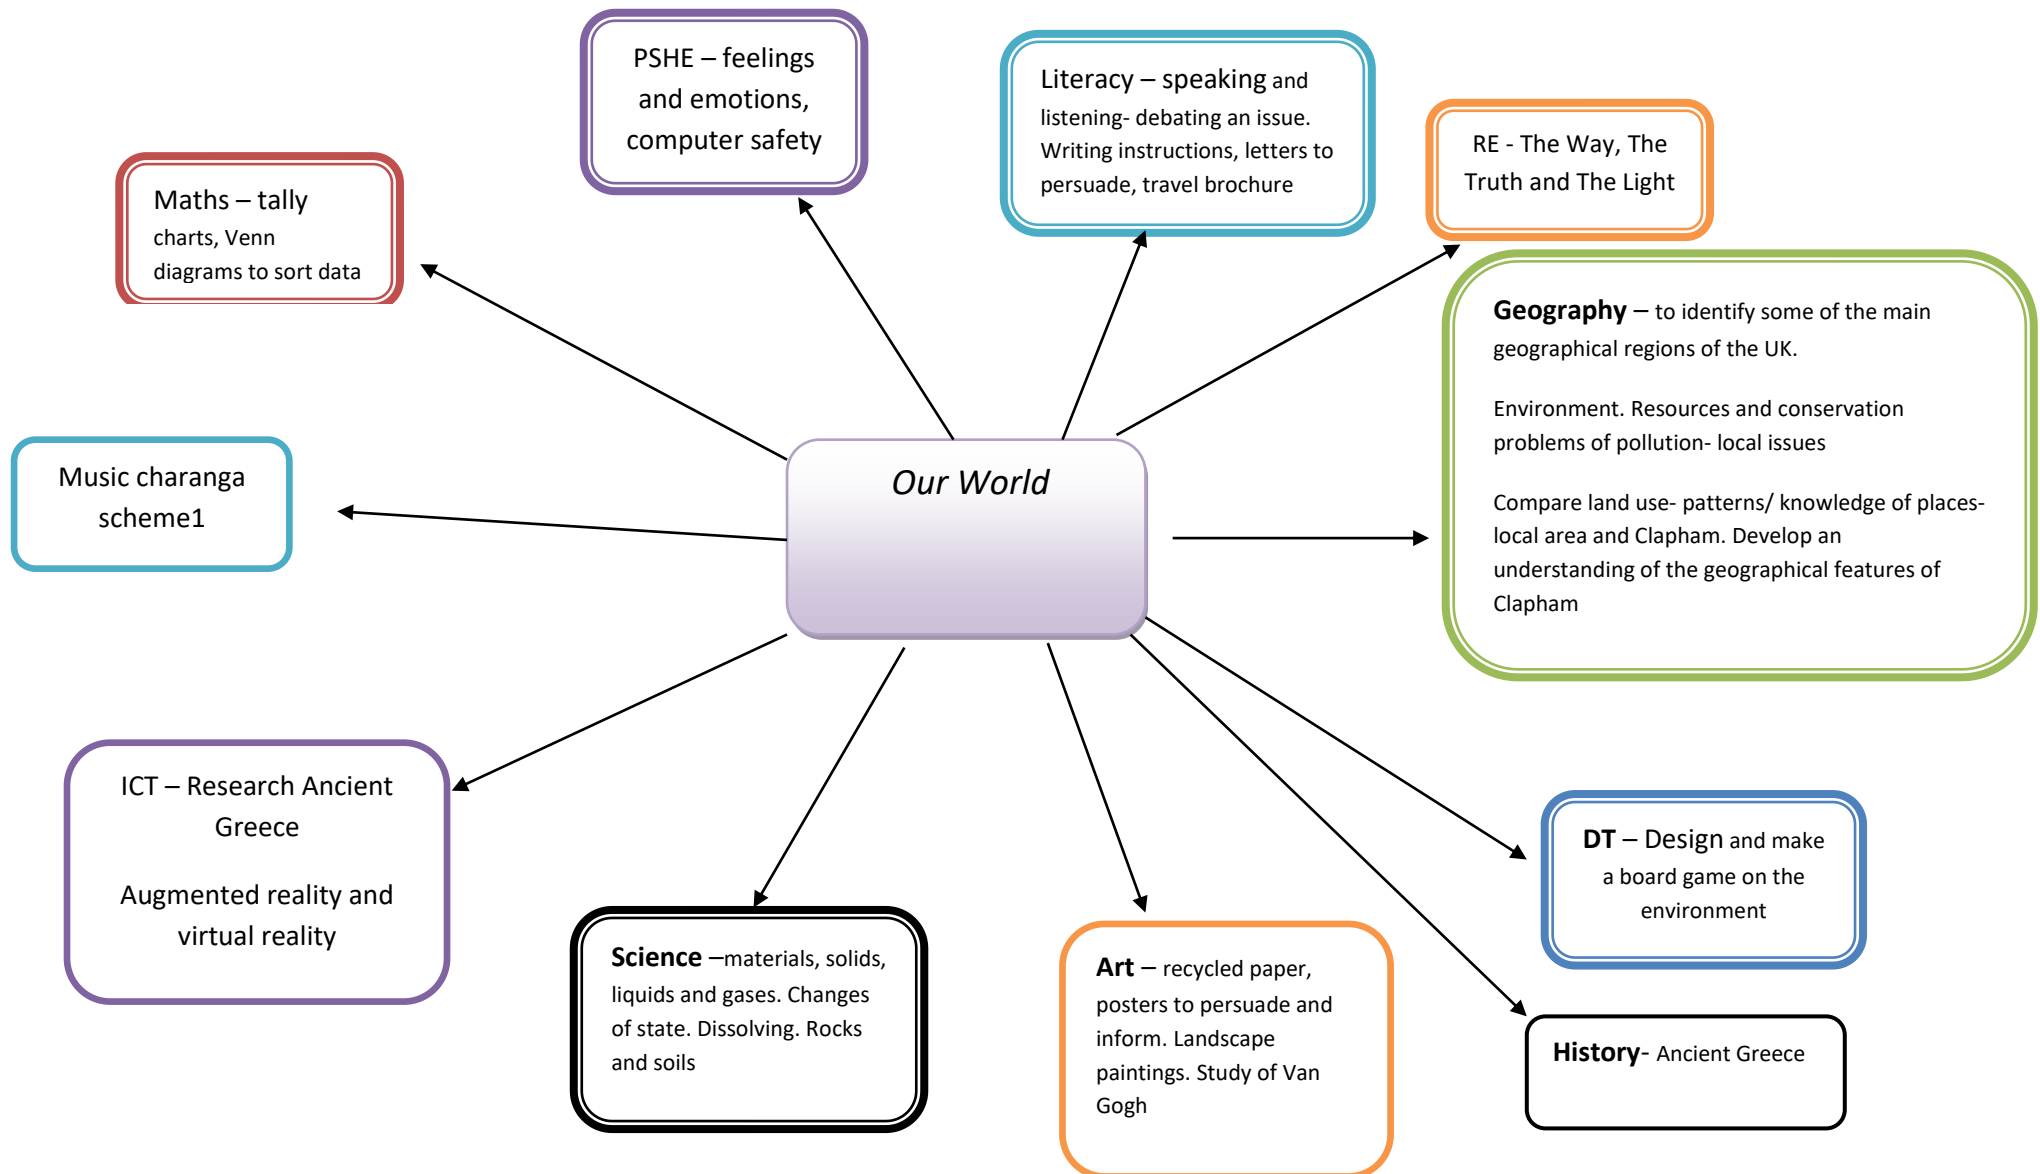 PSHE – feelings
and emotions,
computer safety
Literacy – speaking and
listening- debating an issue.
Writing instructions, letters to
persuade, travel brochure
RE - The Way, The
Truth and The Light
Maths – tally
charts, Venn
diagrams to sort data
Geography – to identify some of the main
geographical regions of the UK.
Environment. Resources and conservation
problems of pollution- local issues
Compare land use- patterns/ knowledge of places-
local area and Clapham. Develop an
understanding of the geographical features of
Clapham
Music charanga
scheme1
Our World
ICT – Research Ancient
Greece
Augmented reality and
virtual reality
Science –materials, solids,
liquids and gases. Changes
of state. Dissolving. Rocks
and soils
Art – recycled paper,
posters to persuade and
inform. Landscape
paintings. Study of Van
Gogh
DT – Design and make
a board game on the
environment
History- Ancient Greece